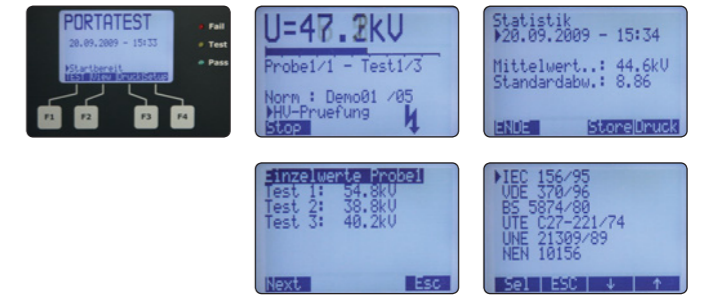 PORTATEST
20.09.2009 - 15:33
▶Startbereit
TEST View Druck Setup
Fail
Test
Pass
F1 F2 F3 F4
U=47.2kV
Probe1/1 - Test1/3
Norm : Demo01 /05
▶HV-Pruefung
Stop
Statistik
▶20.09.2009 - 15:34
Mittelwert..: 44.6kV
Standardabw.: 8.86
ENDE Store Druck
Einzelwerte Probe1
Test 1: 54.8kV
Test 2: 38.8kV
Test 3: 40.2kV
Next Esc
▶IEC 156/95
VDE 370/96
BS 5874/80
UTE C27-221/74
UNE 21309/89
NEN 10156
Sel ESC ↓ ↑